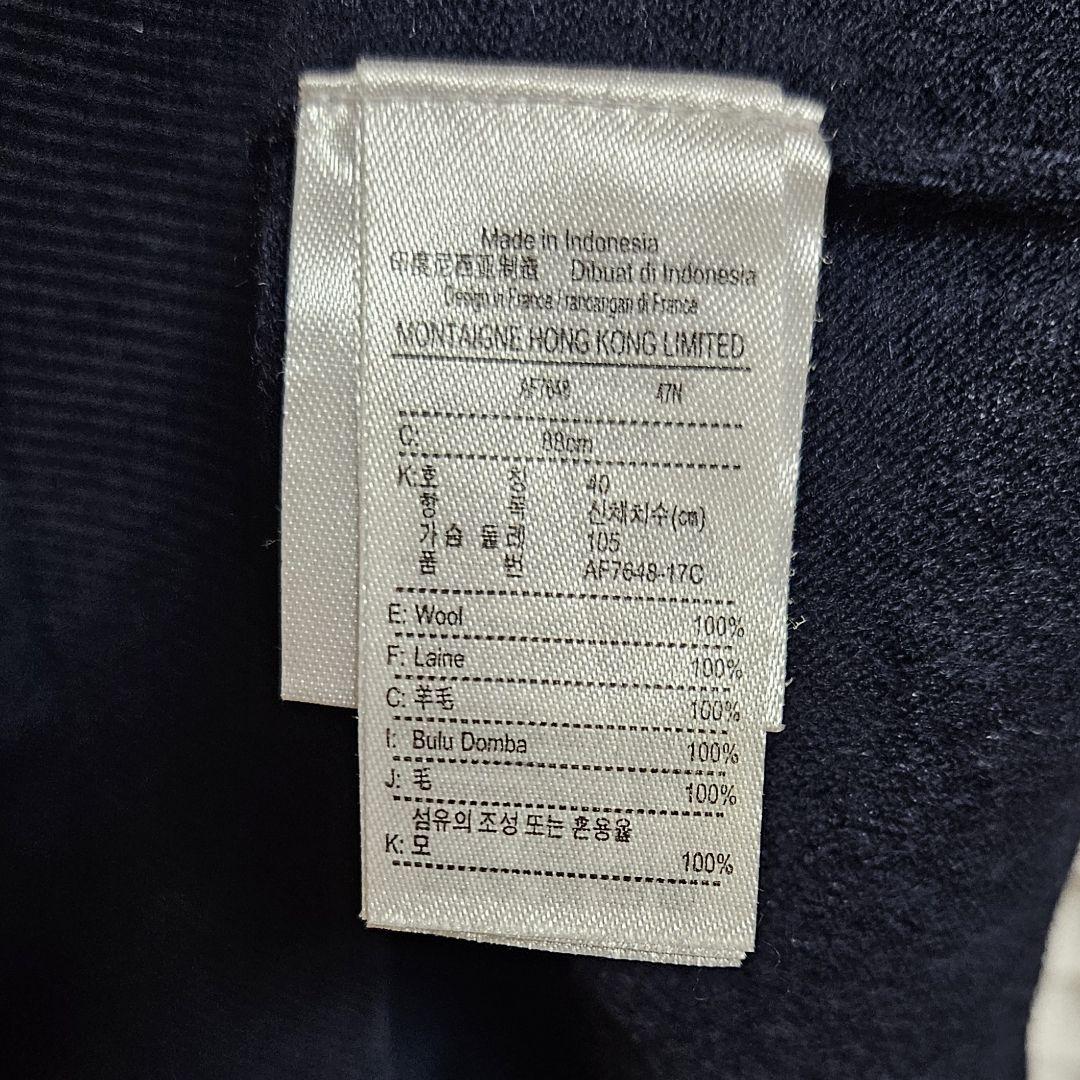 Made in Indonesia
印度尼西亚制造 Dibuat di Indonesia
Design in France / rancangan di France
MONTAIGNE HONG KONG LIMITED
AF7648 47N
C: 88cm
K:호 칭 40
항 목 신체치수(cm)
가슴 둘레 105
품 번 AF7648-17C
E: Wool 100%
F: Laine 100%
C: 羊毛 100%
I: Bulu Domba 100%
J: 毛 100%
섬유의 조성 또는 혼용율
K: 모 100%